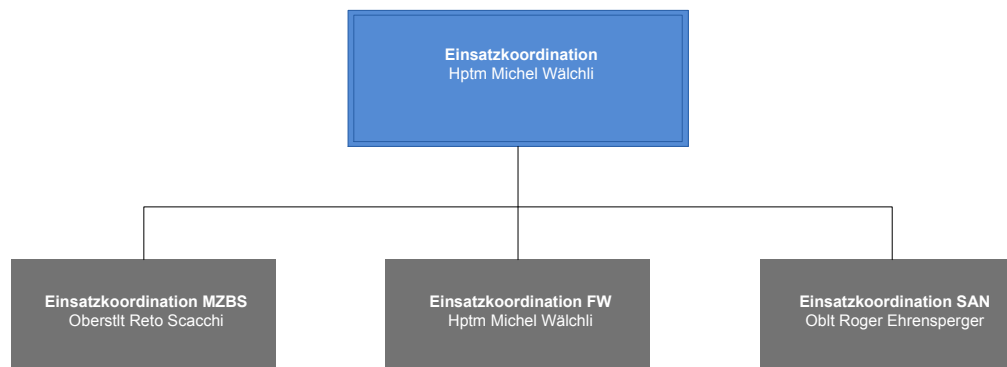 Einsatzkoordination
Hptm Michel Wälchli
Einsatzkoordination MZBS
Oberstlt Reto Scacchi
Einsatzkoordination FW
Hptm Michel Wälchli
Einsatzkoordination SAN
Oblt Roger Ehrensperger